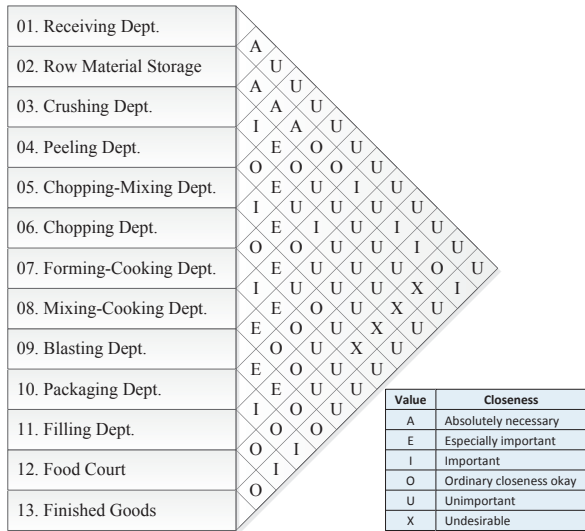 01. Receiving Dept.
A
02. Row Material Storage U
A U
03. Crushing Dept. A U
I A U
04. Peeling Dept. E O U
O O O U
05. Chopping-Mixing Dept. E U I U
I U U U U
06. Chopping Dept. E I U I U
O O U U I U
07. Forming-Cooking Dept. E U U U O U
I U U U X I
08. Mixing-Cooking Dept. E O U X U
E O U X U
09. Blasting Dept. O U X U
E O U U
10. Packaging Dept. E U U
I O U
11. Filling Dept. O O
O I
12. Food Court I
O
13. Finished Goods
Value Closeness
A Absolutely necessary
E Especially important
I Important
O Ordinary closeness okay
U Unimportant
X Undesirable